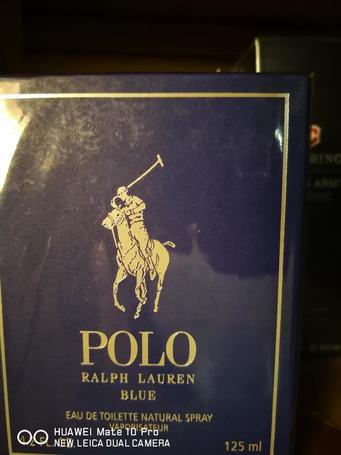 POLO
RALPH LAUREN
BLUE
EAU DE TOILETTE NATURAL SPRAY
VAPORISATEUR
125 ml
HUAWEI Mate 10 Pro
NEW LEICA DUAL CAMERA